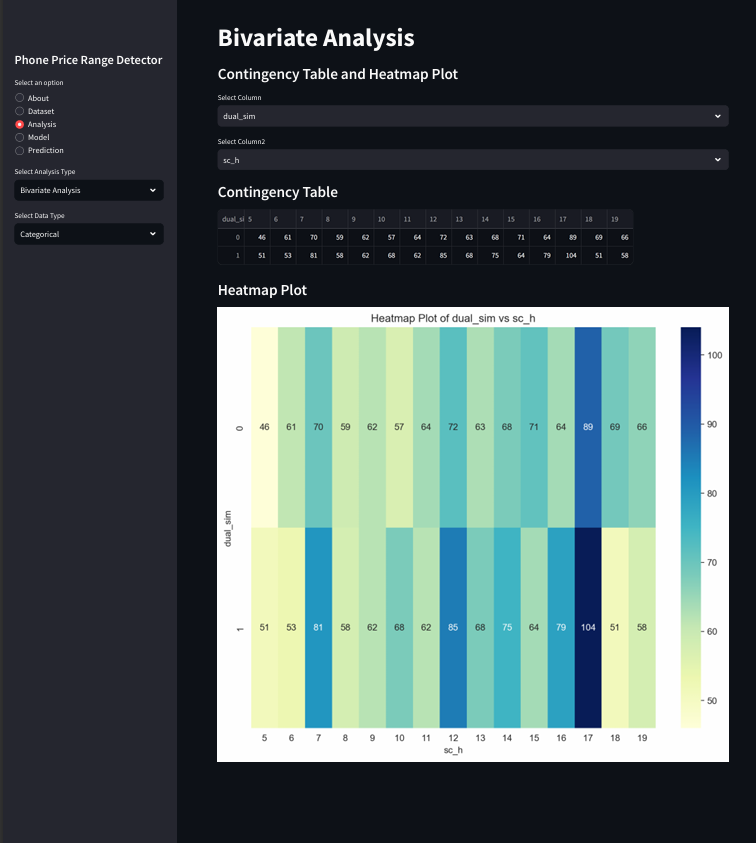 Phone Price Range Detector
Select an option
About
Dataset
Analysis
Model
Prediction
Select Analysis Type
Bivariate Analysis
Select Data Type
Categorical
Bivariate Analysis
Contingency Table and Heatmap Plot
Select Column
dual_sim
Select Column2
sc_h
Contingency Table
dual_si 5 6 7 8 9 10 11 12 13 14 15 16 17 18 19
0 46 61 70 59 62 57 64 72 63 68 71 64 89 69 66
1 51 53 81 58 62 68 62 85 68 75 64 79 104 51 58
Heatmap Plot
Heatmap Plot of dual_sim vs sc_h
0 46 61 70 59 62 57 64 72 63 68 71 64 89 69 66
dual_sim
1 51 53 81 58 62 68 62 85 68 75 64 79 104 51 58
5 6 7 8 9 10 11 12 13 14 15 16 17 18 19
sc_h
100
90
80
70
60
50